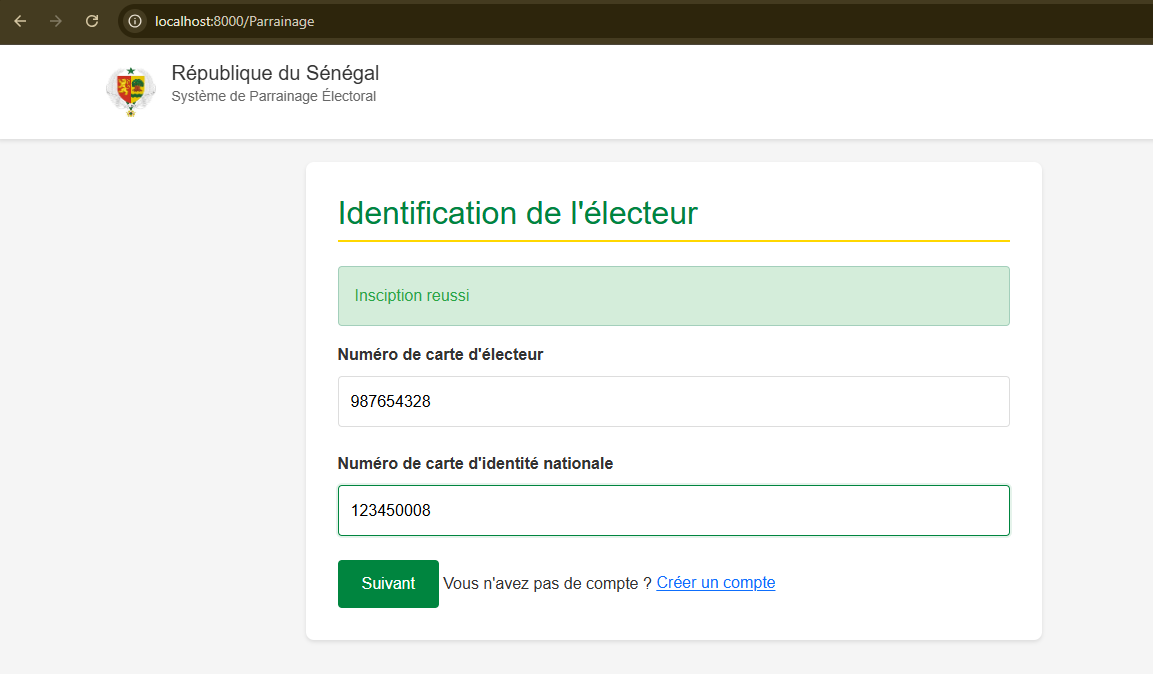 localhost:8000/Parrainage
République du Sénégal
Système de Parrainage Électoral
Identification de l'électeur
Insciption reussi
Numéro de carte d'électeur
987654328
Numéro de carte d'identité nationale
123450008
Suivant Vous n'avez pas de compte ? Créer un compte